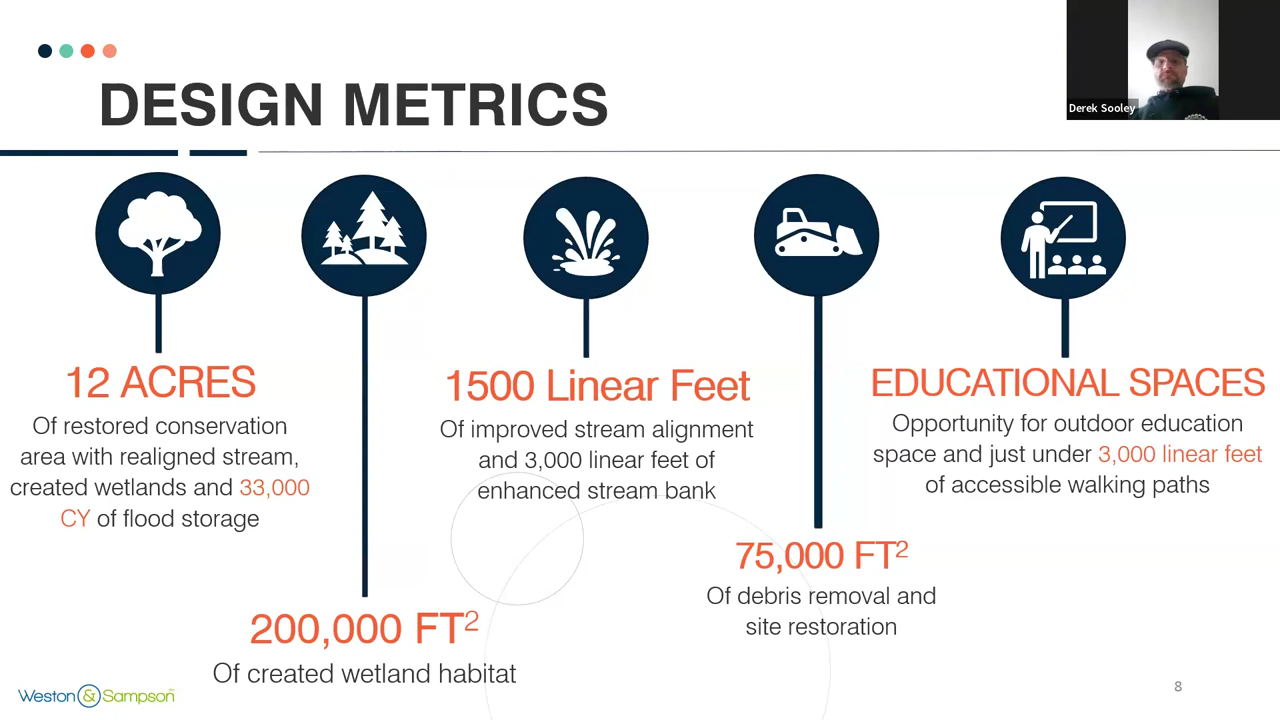 Derek Sooley
DESIGN METRICS
12 ACRES
Of restored conservation
area with realigned stream,
created wetlands and 33,000
CY of flood storage
200,000 FT²
Of created wetland habitat
1500 Linear Feet
Of improved stream alignment
and 3,000 linear feet of
enhanced stream bank
75,000 FT²
Of debris removal and
site restoration
EDUCATIONAL SPACES
Opportunity for outdoor education
space and just under 3,000 linear feet
of accessible walking paths
Weston & Sampson
8